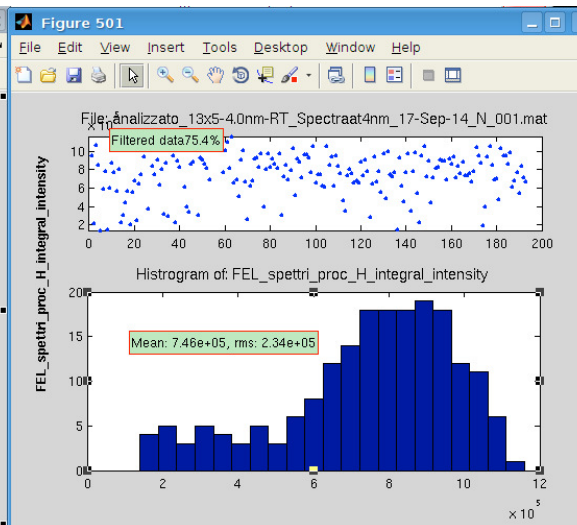 Figure 501
File Edit View Insert Tools Desktop Window Help
File: analizzato_13x5-4.0nm-RT_Spectraat4nm_17-Sep-14_N_001.mat
Filtered data75.4%
10
8
6
4
2
0 20 40 60 80 100 120 140 160 180 200
FEL_spettri_proc_H_integral_intensity
Histrogram of: FEL_spettri_proc_H_integral_intensity
20
15
10
5
0
Mean: 7.46e+05, rms: 2.34e+05
0 2 4 6 8 10 12
× 10^5